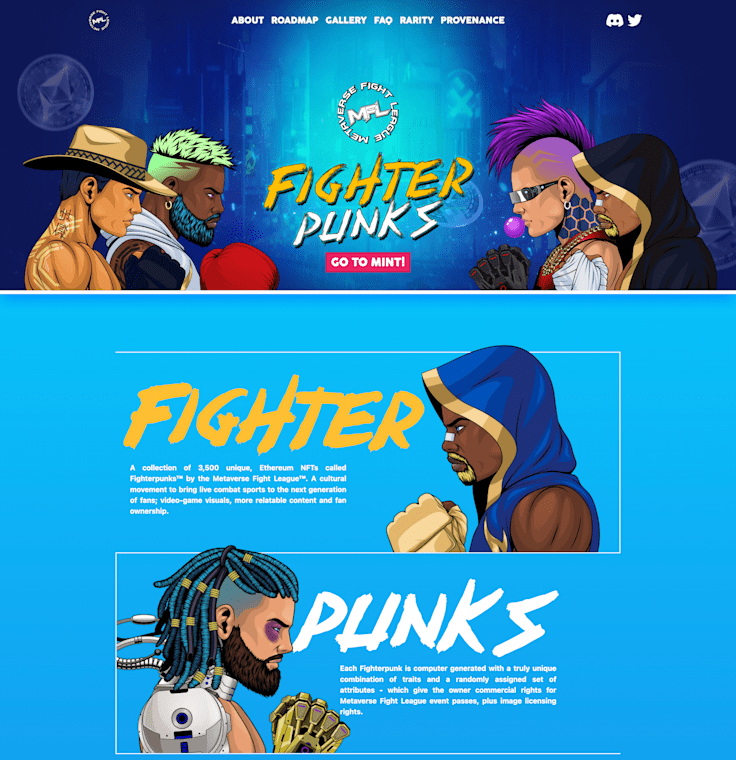 ABOUT ROADMAP GALLERY FAQ RARITY PROVENANCE
METAVERSE FIGHT LEAGUE
MFL
FIGHTER
PUNKS
GO TO MINT!
FIGHTER
A collection of 3,500 unique, Ethereum NFTs called
Fighterpunks™ by the Metaverse Fight League™. A cultural
movement to bring live combat sports to the next generation
of fans; video-game visuals, more relatable content and fan
ownership.
PUNKS
Each Fighterpunk is computer generated with a truly unique
combination of traits and a randomly assigned set of
attributes - which give the owner commercial rights for
Metaverse Fight League event passes, plus image licensing
rights.